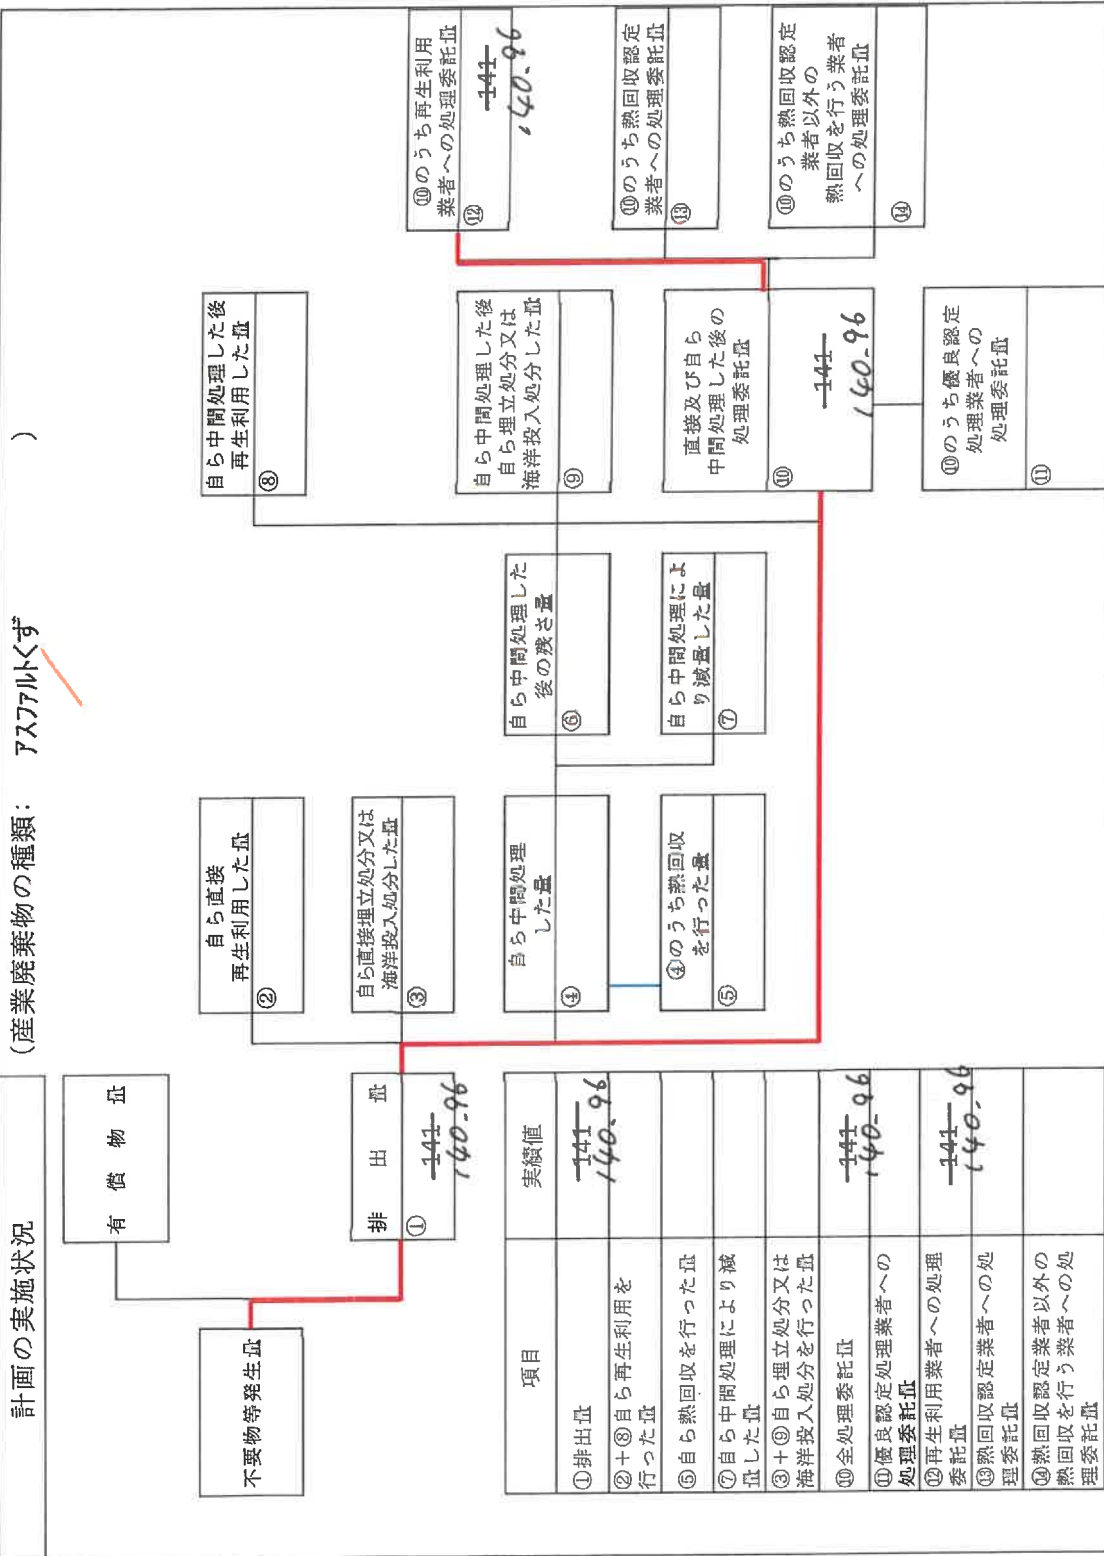 計画の実施状況
(産業廃棄物の種類： アスファルトくず )
有償物量
不要物等発生量
排出量
①
141
140.96
自ら直接
再生利用した量
②
自ら直接埋立処分又は
海洋投入処分した量
③
自ら中間処理
した量
④
④のうち熱回収
を行った量
⑤
自ら中間処理した
後の残さ量
⑥
自ら中間処理によ
り減量した量
⑦
自ら中間処理した後
再生利用した量
⑧
自ら中間処理した後
自ら埋立処分又は
海洋投入処分した量
⑨
直接及び自ら
中間処理した後の
処理委託量
⑩
141
140.96
⑩のうち優良認定
処理業者への
処理委託量
⑪
⑩のうち再生利用
業者への処理委託量
⑫
141
140.96
⑩のうち熱回収認定
業者への処理委託量
⑬
⑩のうち熱回収認定
業者以外の
熱回収を行う業者
への処理委託量
⑭
項目 実績値
①排出量 141
140.96
②+⑧自ら再生利用を
行った量
⑤自ら熱回収を行った量
⑦自ら中間処理により減
量した量
③+⑨自ら埋立処分又は
海洋投入処分を行った量
⑩全処理委託量 141
140.96
⑪優良認定処理業者への
処理委託量
⑫再生利用業者への処理
委託量 141
140.96
⑬熱回収認定業者への処
理委託量
⑭熱回収認定業者以外の
熱回収を行う業者への処
理委託量